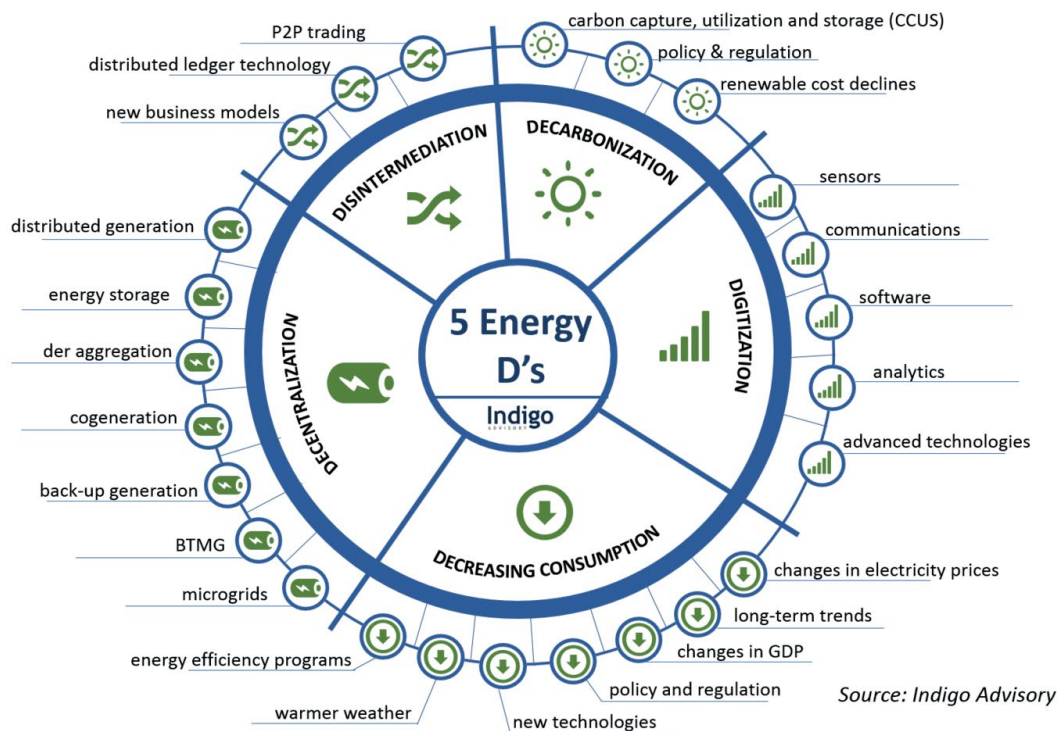 5 Energy
D's
Indigo
ADVISORY
DECARBONIZATION
carbon capture, utilization and storage (CCUS)
policy & regulation
renewable cost declines
DIGITIZATION
sensors
communications
software
analytics
advanced technologies
DECREASING CONSUMPTION
changes in electricity prices
long-term trends
changes in GDP
policy and regulation
new technologies
warmer weather
energy efficiency programs
DECENTRALIZATION
distributed generation
energy storage
der aggregation
cogeneration
back-up generation
BTMG
microgrids
DISINTERMEDIATION
P2P trading
distributed ledger technology
new business models
Source: Indigo Advisory